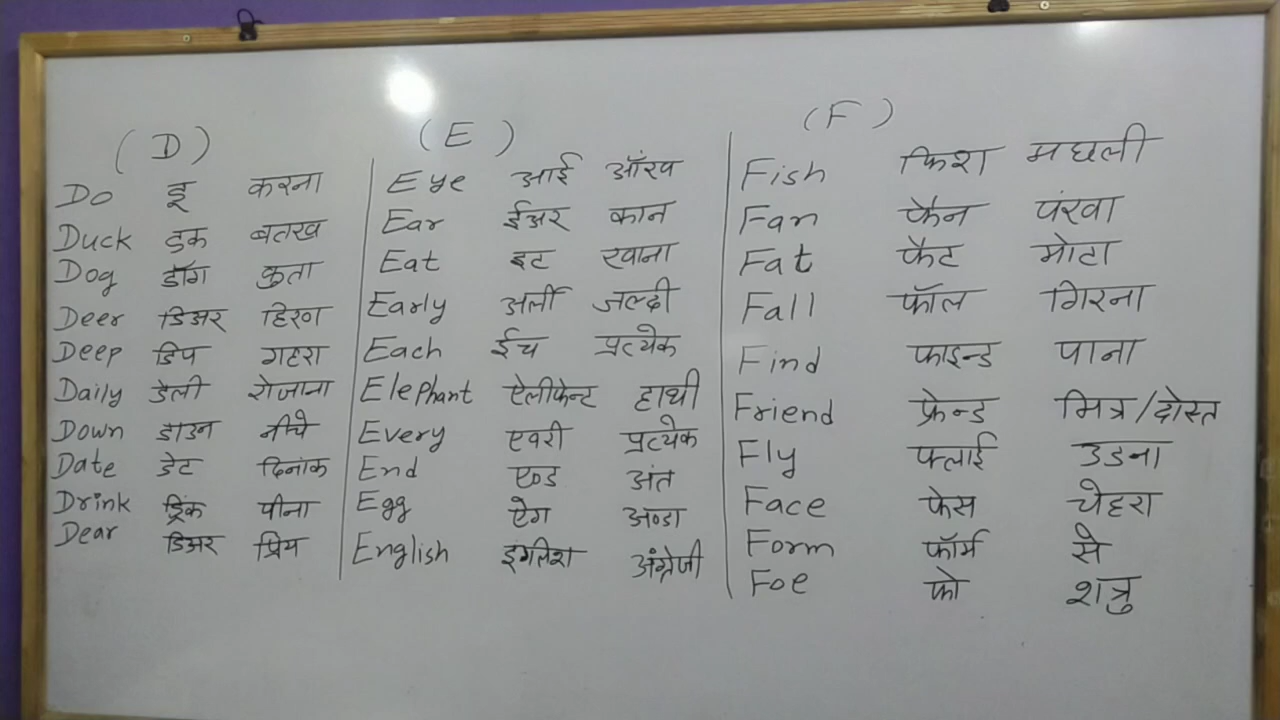 (D)
Do डू करना
Duck डक बतख
Dog डॉग कुता
Deer डिअर हिरण
Deep डिप गहरा
Daily डेली रोजाना
Down डाउन नीचे
Date डेट दिनांक
Drink ड्रिंक पीना
Dear डिअर प्रिय
(E)
Eye आई आँख
Ear ईअर कान
Eat इट खाना
Early अर्ली जल्दी
Each ईच प्रत्येक
Elephant ऐलीफेन्ट हाथी
Every एवरी प्रत्येक
End एण्ड अंत
Egg ऐग अण्डा
English इंगलिश अंग्रेजी
(F)
Fish फिश मछली
Fan फैन पंखा
Fat फैट मोटा
Fall फॉल गिरना
Find फाइन्ड पाना
Friend फ्रेन्ड मित्र/दोस्त
Fly फ्लाई उडना
Face फेस चेहरा
Form फॉर्म से
Foe फो शत्रु